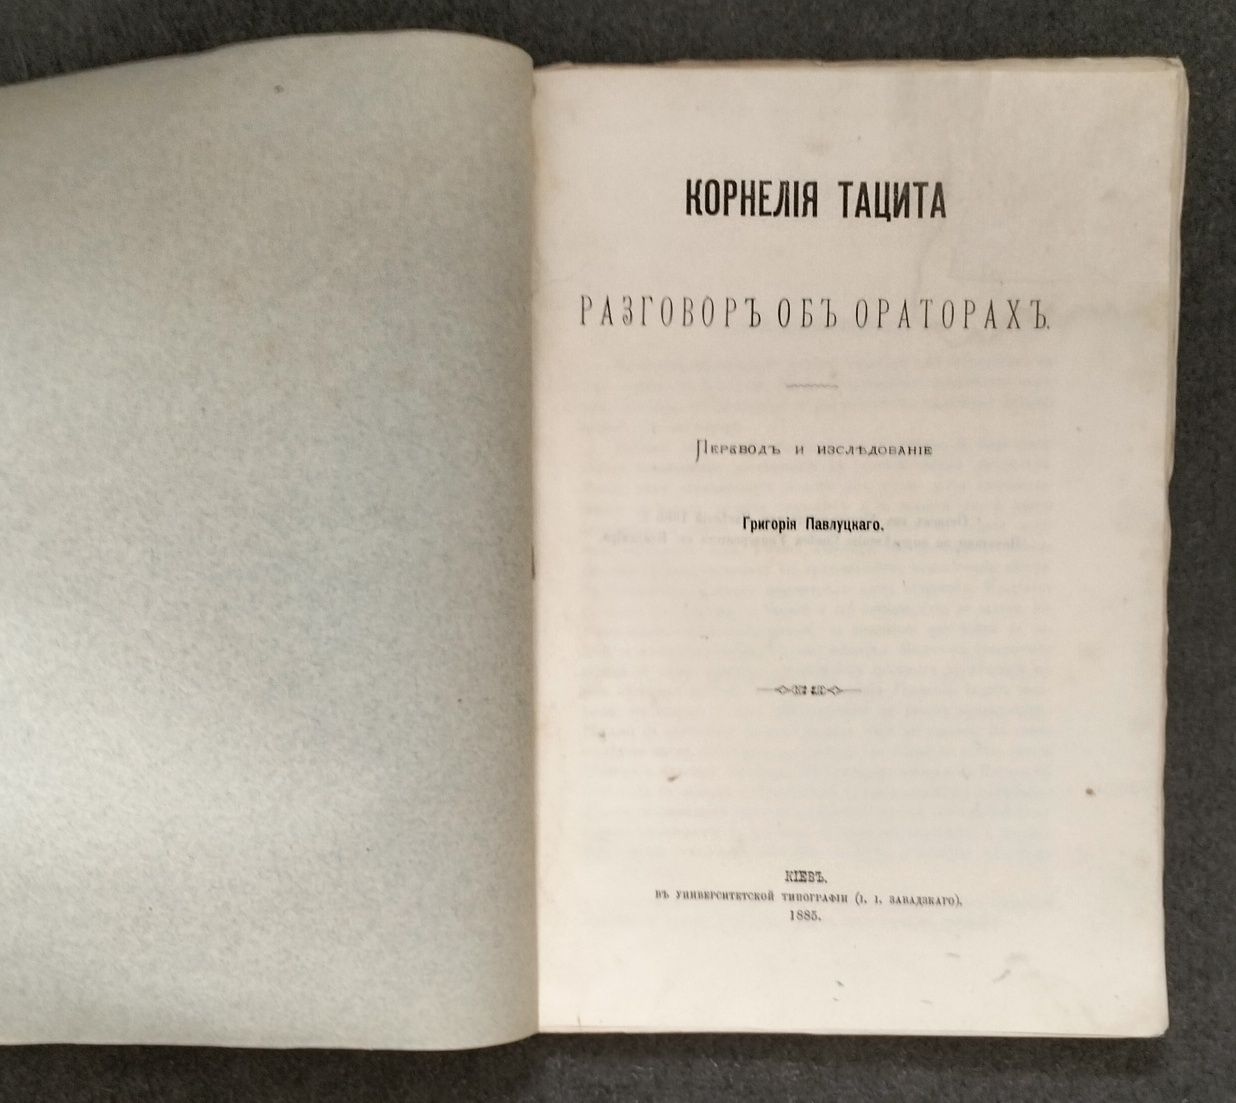 КОРНЕЛІЯ ТАЦИТА
РАЗГОВОРЪ ОБЪ ОРАТОРАХЪ.
Переводъ и изслѣдованіе
Григорія Павлуцкаго.
КІЕВЪ.
ВЪ УНИВЕРСИТЕТСКОЙ ТИПОГРАФІИ (І. І. ЗАВАДЗКАГО).
1885.